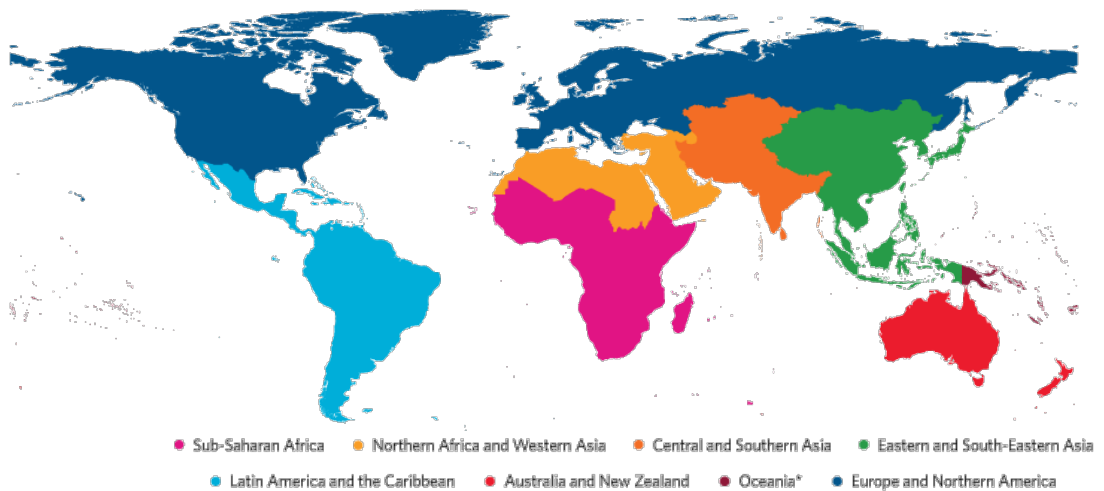 Sub-Saharan Africa Northern Africa and Western Asia Central and Southern Asia Eastern and South-Eastern Asia
Latin America and the Caribbean Australia and New Zealand Oceania* Europe and Northern America